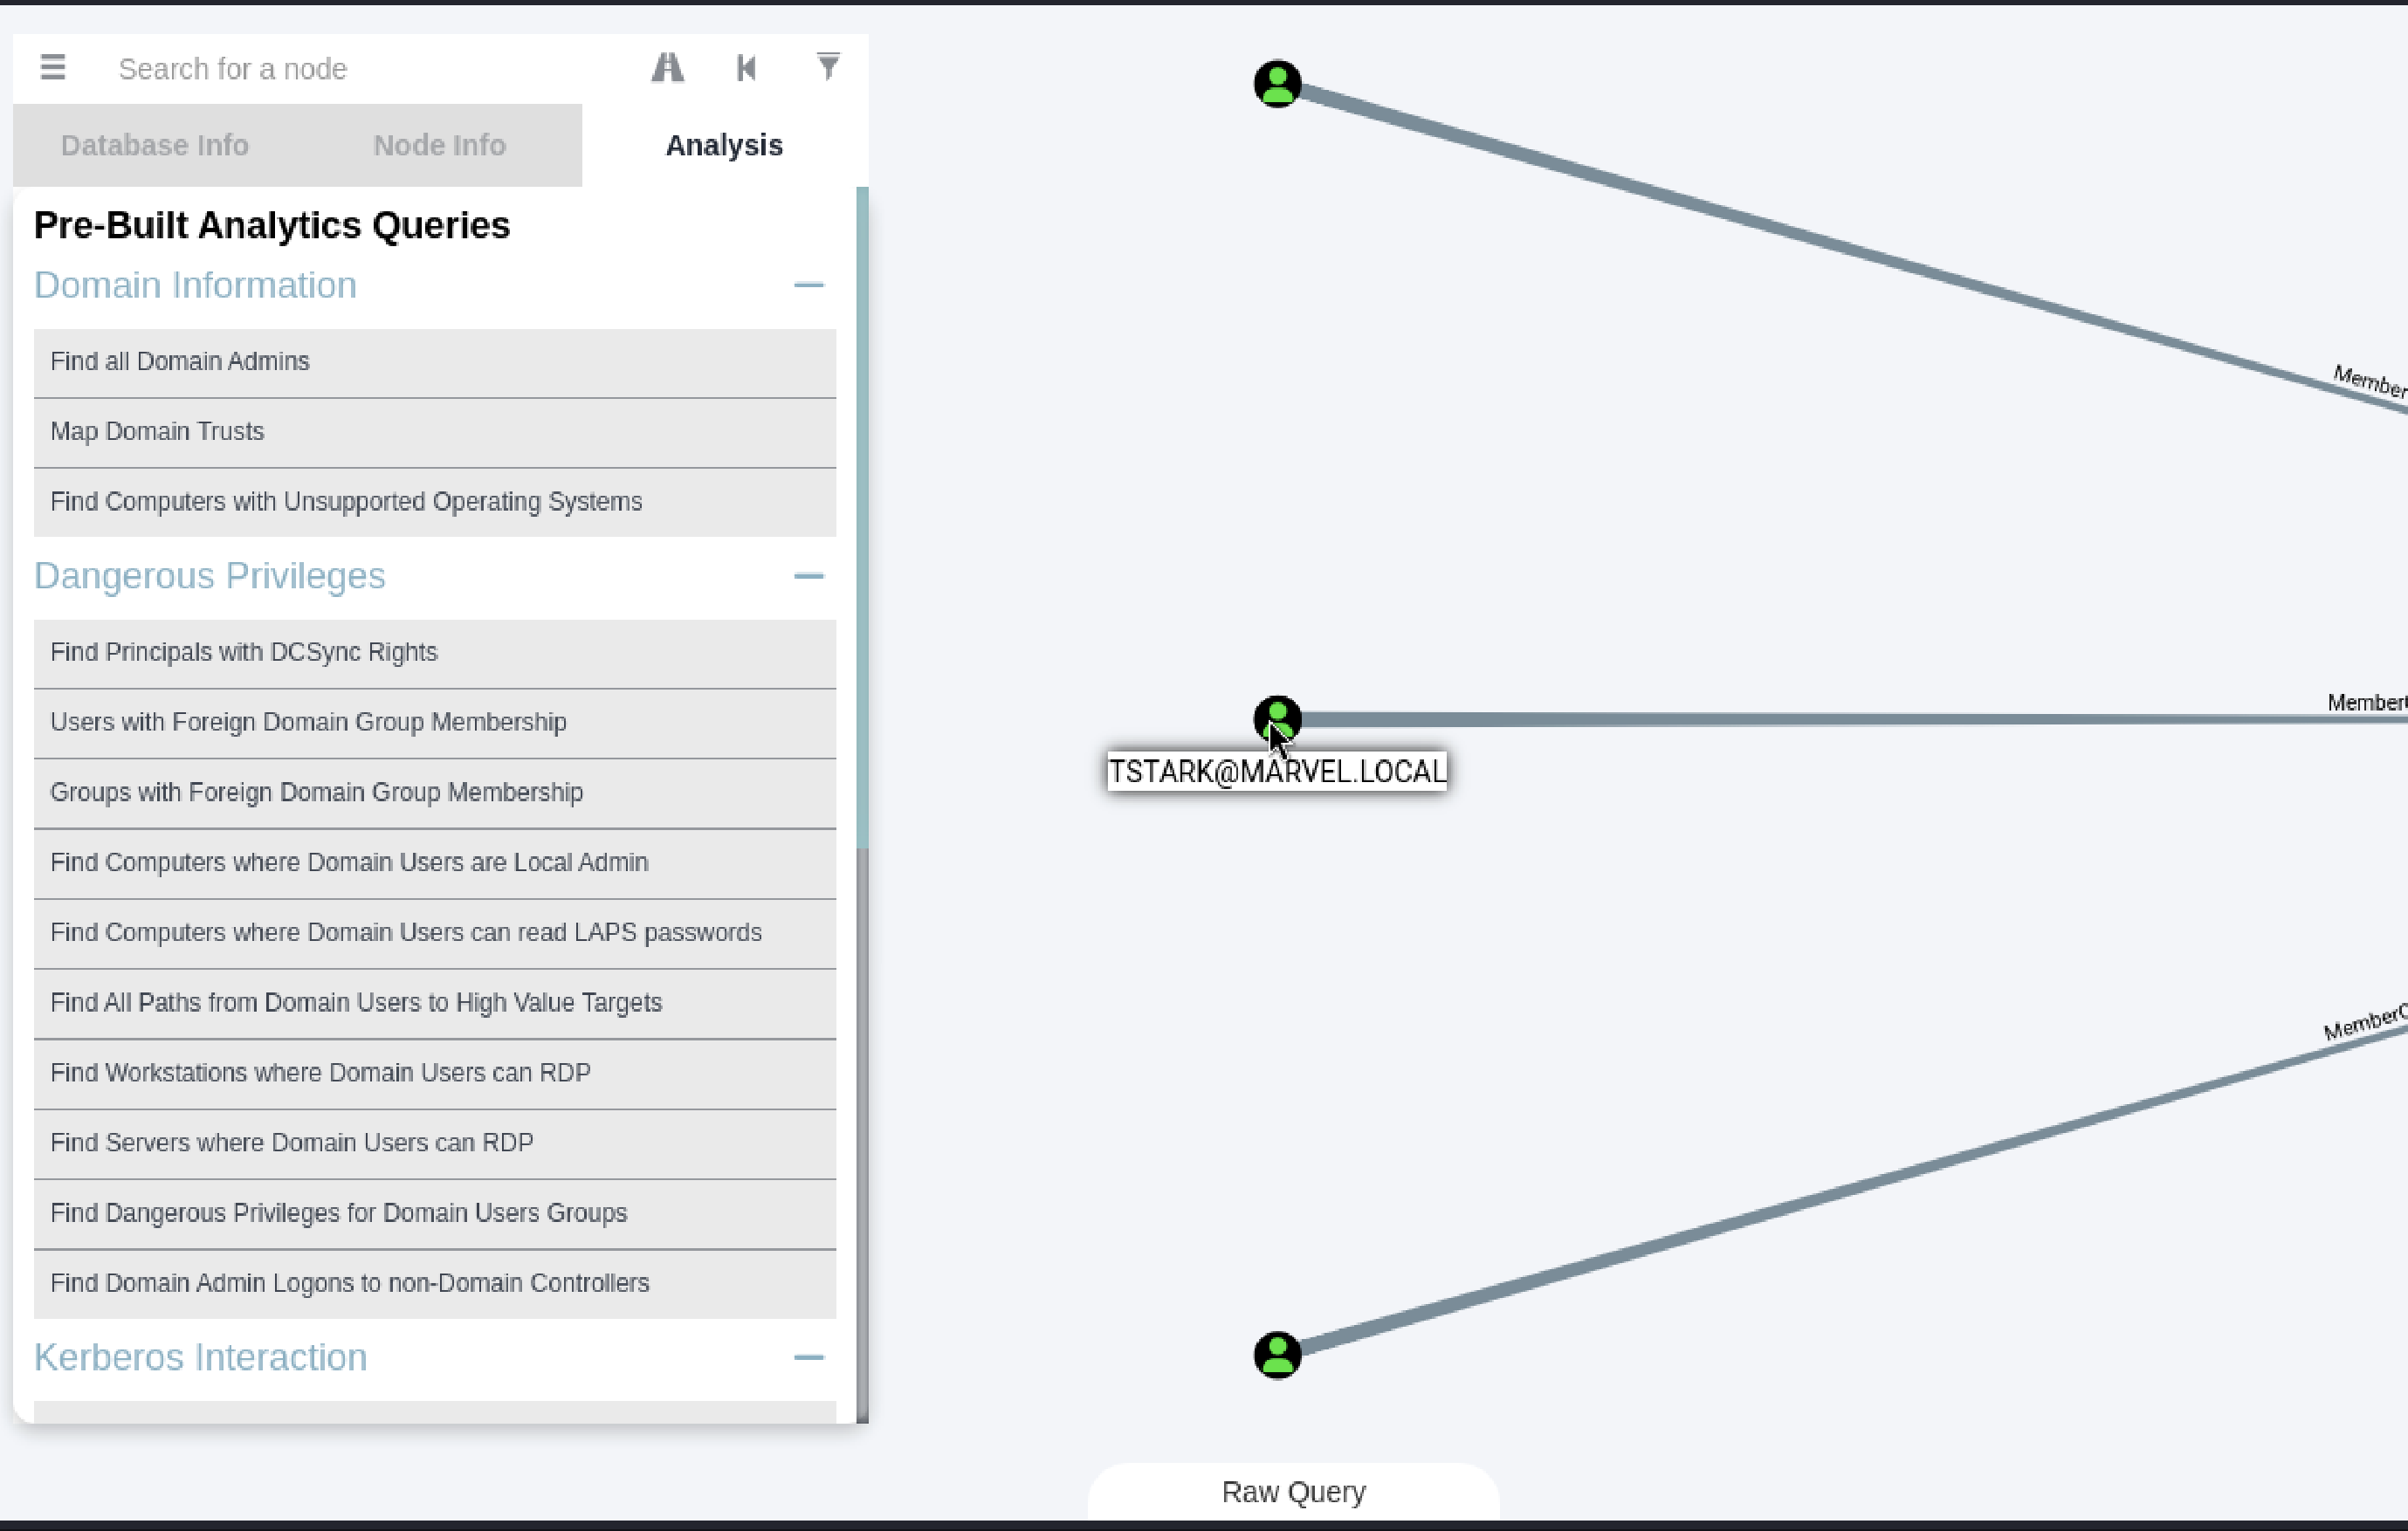 Search for a node
Database Info
Node Info
Analysis
Pre-Built Analytics Queries
Domain Information
Find all Domain Admins
Map Domain Trusts
Find Computers with Unsupported Operating Systems
Dangerous Privileges
Find Principals with DCSync Rights
Users with Foreign Domain Group Membership
Groups with Foreign Domain Group Membership
Find Computers where Domain Users are Local Admin
Find Computers where Domain Users can read LAPS passwords
Find All Paths from Domain Users to High Value Targets
Find Workstations where Domain Users can RDP
Find Servers where Domain Users can RDP
Find Dangerous Privileges for Domain Users Groups
Find Domain Admin Logons to non-Domain Controllers
Kerberos Interaction
Member
Member
TSTARK@MARVEL.LOCAL
Member
Raw Query